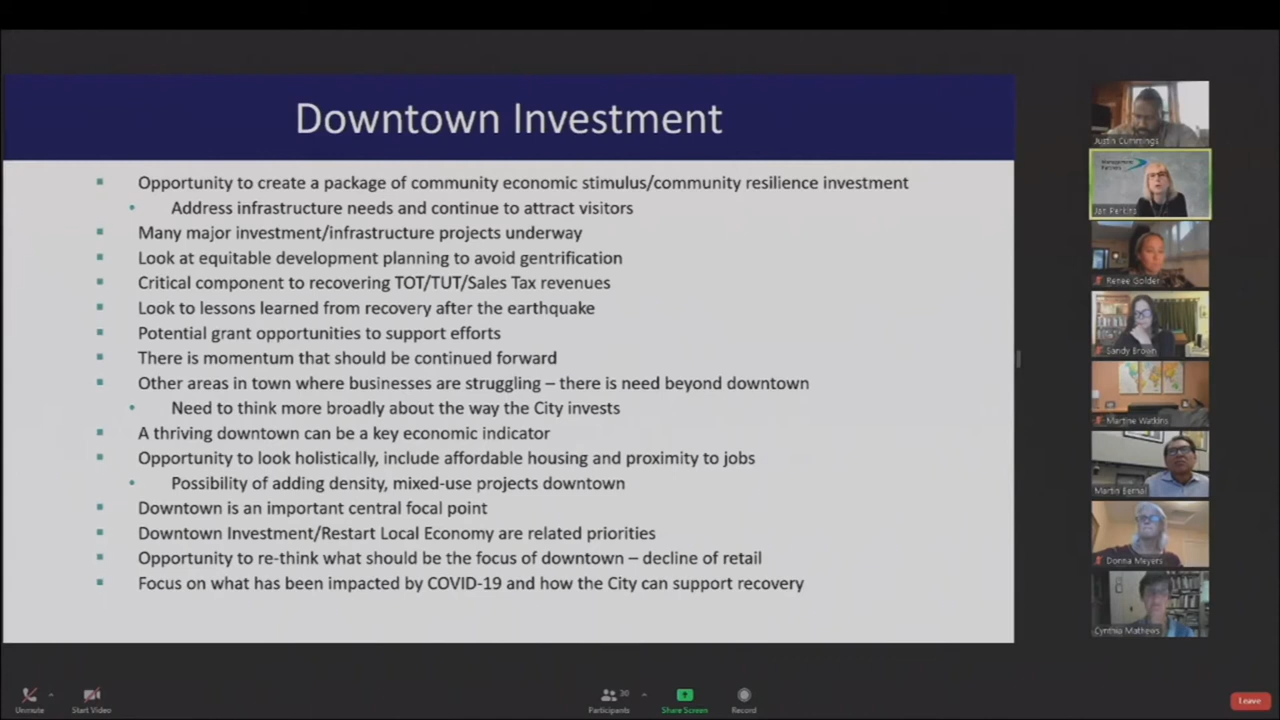 Downtown Investment
Opportunity to create a package of community economic stimulus/community resilience investment
Address infrastructure needs and continue to attract visitors
Many major investment/infrastructure projects underway
Look at equitable development planning to avoid gentrification
Critical component to recovering TOT/TUT/Sales Tax revenues
Look to lessons learned from recovery after the earthquake
Potential grant opportunities to support efforts
There is momentum that should be continued forward
Other areas in town where businesses are struggling – there is need beyond downtown
Need to think more broadly about the way the City invests
A thriving downtown can be a key economic indicator
Opportunity to look holistically, include affordable housing and proximity to jobs
Possibility of adding density, mixed-use projects downtown
Downtown is an important central focal point
Downtown Investment/Restart Local Economy are related priorities
Opportunity to re-think what should be the focus of downtown – decline of retail
Focus on what has been impacted by COVID-19 and how the City can support recovery
Justin Cummings
Management
Partners
Jan Perkins
Renee Golder
Sandy Brown
Martine Watkins
Martin Bernal
Donna Meyers
Cynthia Mathews
Unmute
Start Video
Participants
30
Share Screen
Record
Leave